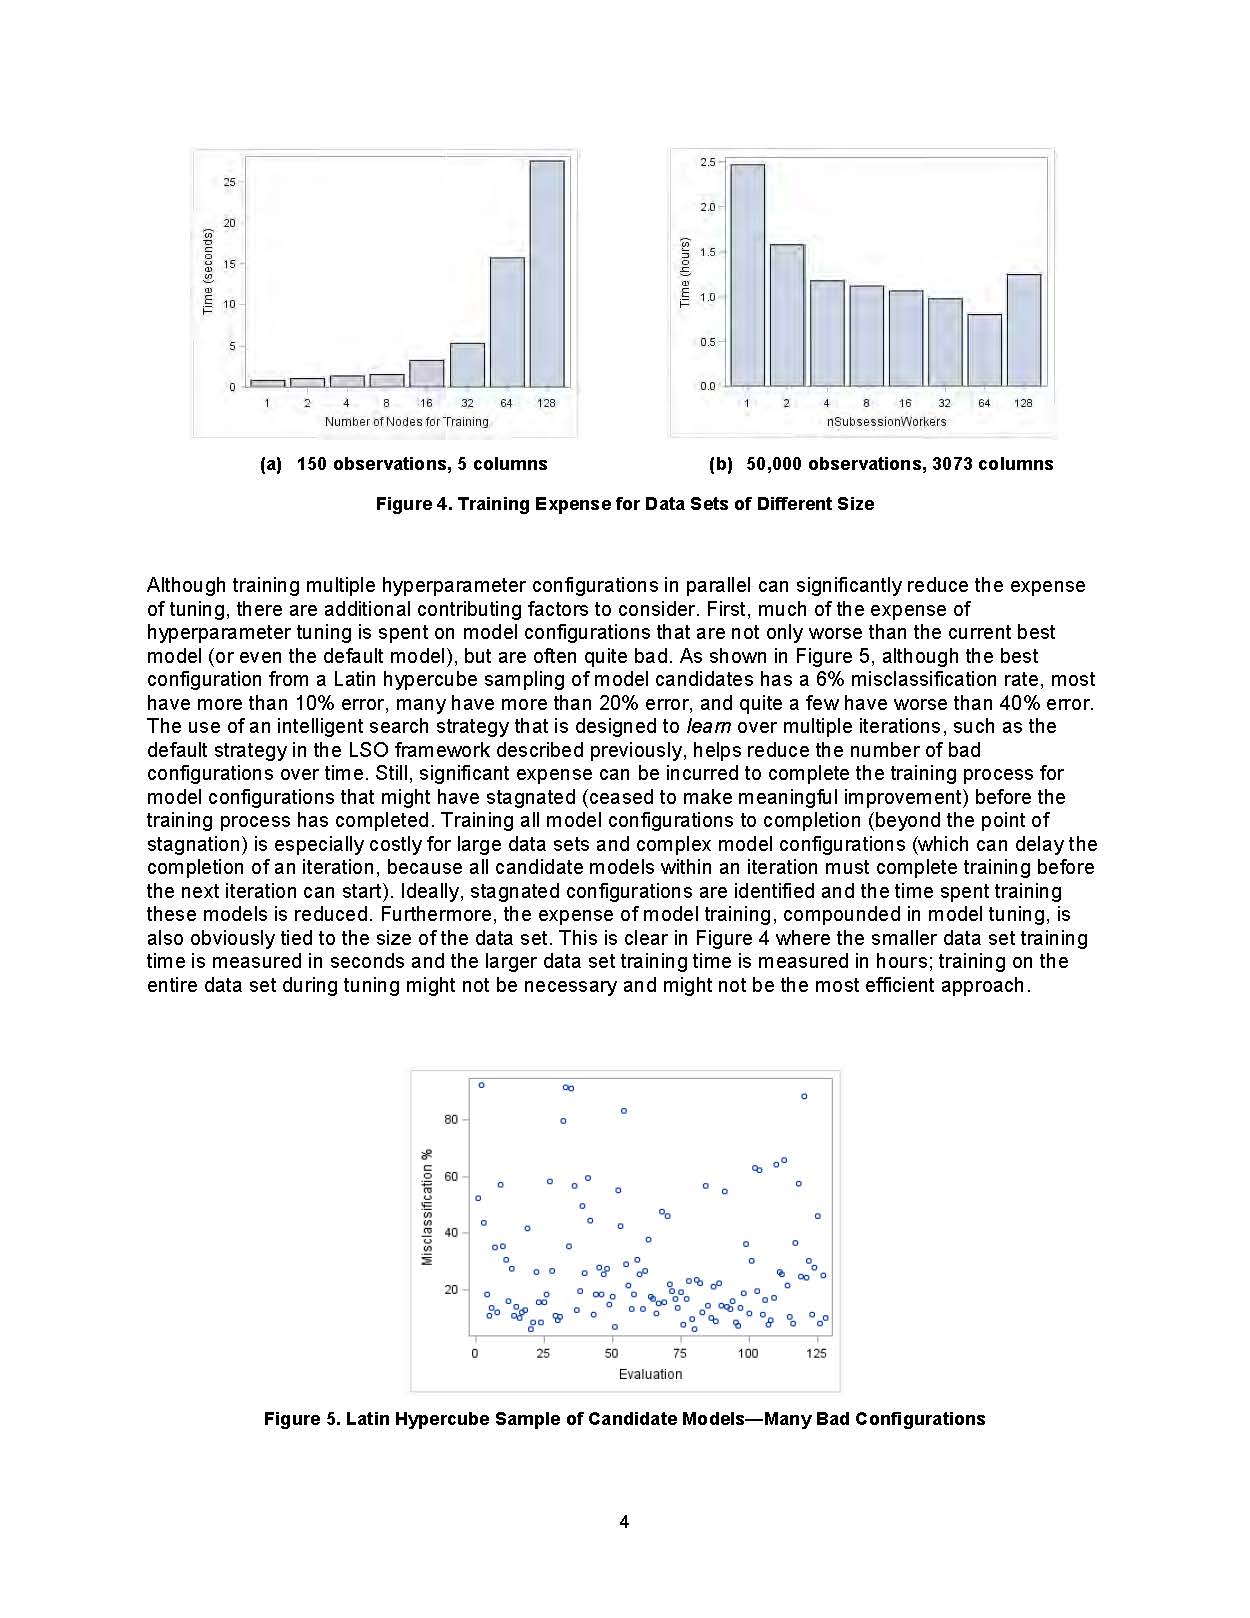 25
20
15
10
5
0
Time (seconds)
1 2 4 8 16 32 64 128
Number of Nodes for Training
2.5
2.0
1.5
1.0
0.5
0.0
Time (hours)
1 2 4 8 16 32 64 128
nSubsessionWorkers
(a) 150 observations, 5 columns
(b) 50,000 observations, 3073 columns
Figure 4. Training Expense for Data Sets of Different Size
Although training multiple hyperparameter configurations in parallel can significantly reduce the expense
of tuning, there are additional contributing factors to consider. First, much of the expense of
hyperparameter tuning is spent on model configurations that are not only worse than the current best
model (or even the default model), but are often quite bad. As shown in Figure 5, although the best
configuration from a Latin hypercube sampling of model candidates has a 6% misclassification rate, most
have more than 10% error, many have more than 20% error, and quite a few have worse than 40% error.
The use of an intelligent search strategy that is designed to learn over multiple iterations, such as the
default strategy in the LSO framework described previously, helps reduce the number of bad
configurations over time. Still, significant expense can be incurred to complete the training process for
model configurations that might have stagnated (ceased to make meaningful improvement) before the
training process has completed. Training all model configurations to completion (beyond the point of
stagnation) is especially costly for large data sets and complex model configurations (which can delay the
completion of an iteration, because all candidate models within an iteration must complete training before
the next iteration can start). Ideally, stagnated configurations are identified and the time spent training
these models is reduced. Furthermore, the expense of model training, compounded in model tuning, is
also obviously tied to the size of the data set. This is clear in Figure 4 where the smaller data set training
time is measured in seconds and the larger data set training time is measured in hours; training on the
entire data set during tuning might not be necessary and might not be the most efficient approach.
80
60
40
20
Misclassification %
0 25 50 75 100 125
Evaluation
Figure 5. Latin Hypercube Sample of Candidate Models—Many Bad Configurations
4